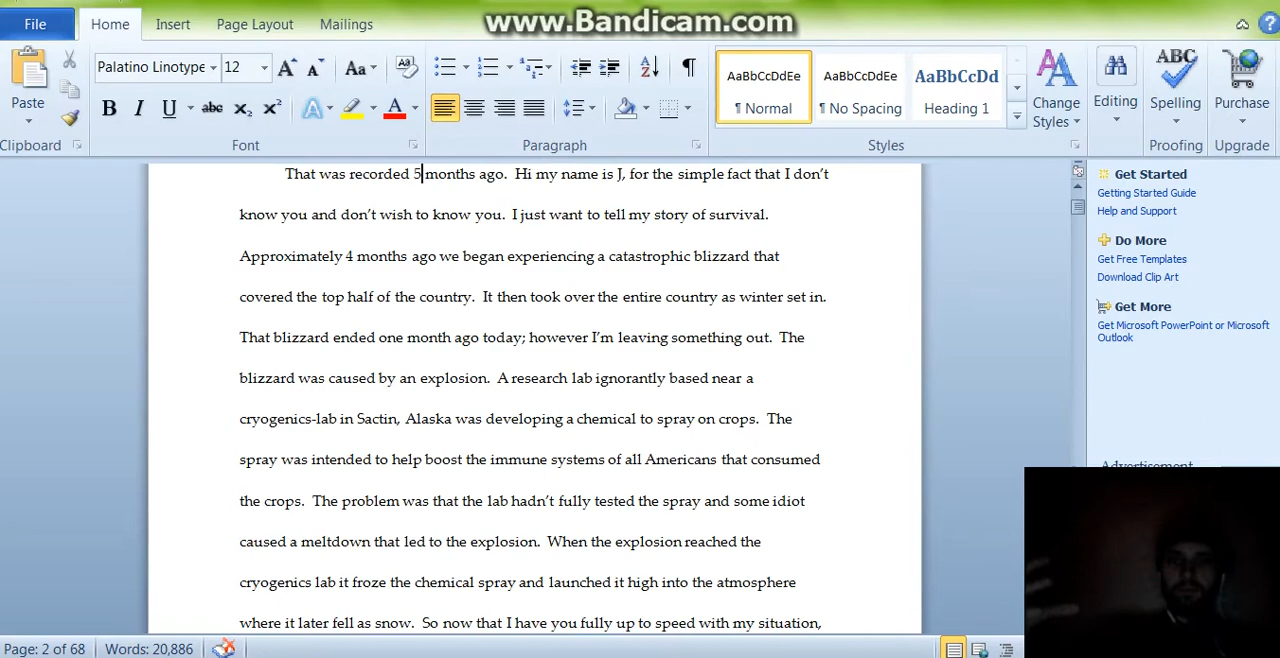 www.Bandicam.com
File Home Insert Page Layout Mailings
Palatino Linotype 12 Aa
AaBbCcDdEe AaBbCcDdEe AaBbCcDd
¶ Normal ¶ No Spacing Heading 1
Paste
B I U abc X₂ X² A A
Change Styles
Editing
ABC
Spelling
Purchase
Clipboard Font Paragraph Styles Proofing Upgrade
That was recorded 5 months ago. Hi my name is J, for the simple fact that I don't
know you and don't wish to know you. I just want to tell my story of survival.
Approximately 4 months ago we began experiencing a catastrophic blizzard that
covered the top half of the country. It then took over the entire country as winter set in.
That blizzard ended one month ago today; however I'm leaving something out. The
blizzard was caused by an explosion. A research lab ignorantly based near a
cryogenics-lab in Sactin, Alaska was developing a chemical to spray on crops. The
spray was intended to help boost the immune systems of all Americans that consumed
the crops. The problem was that the lab hadn't fully tested the spray and some idiot
caused a meltdown that led to the explosion. When the explosion reached the
cryogenics lab it froze the chemical spray and launched it high into the atmosphere
where it later fell as snow. So now that I have you fully up to speed with my situation,
Get Started
Getting Started Guide
Help and Support
Do More
Get Free Templates
Download Clip Art
Get More
Get Microsoft PowerPoint or Microsoft
Outlook
Advertisement
Page: 2 of 68 Words: 20,886